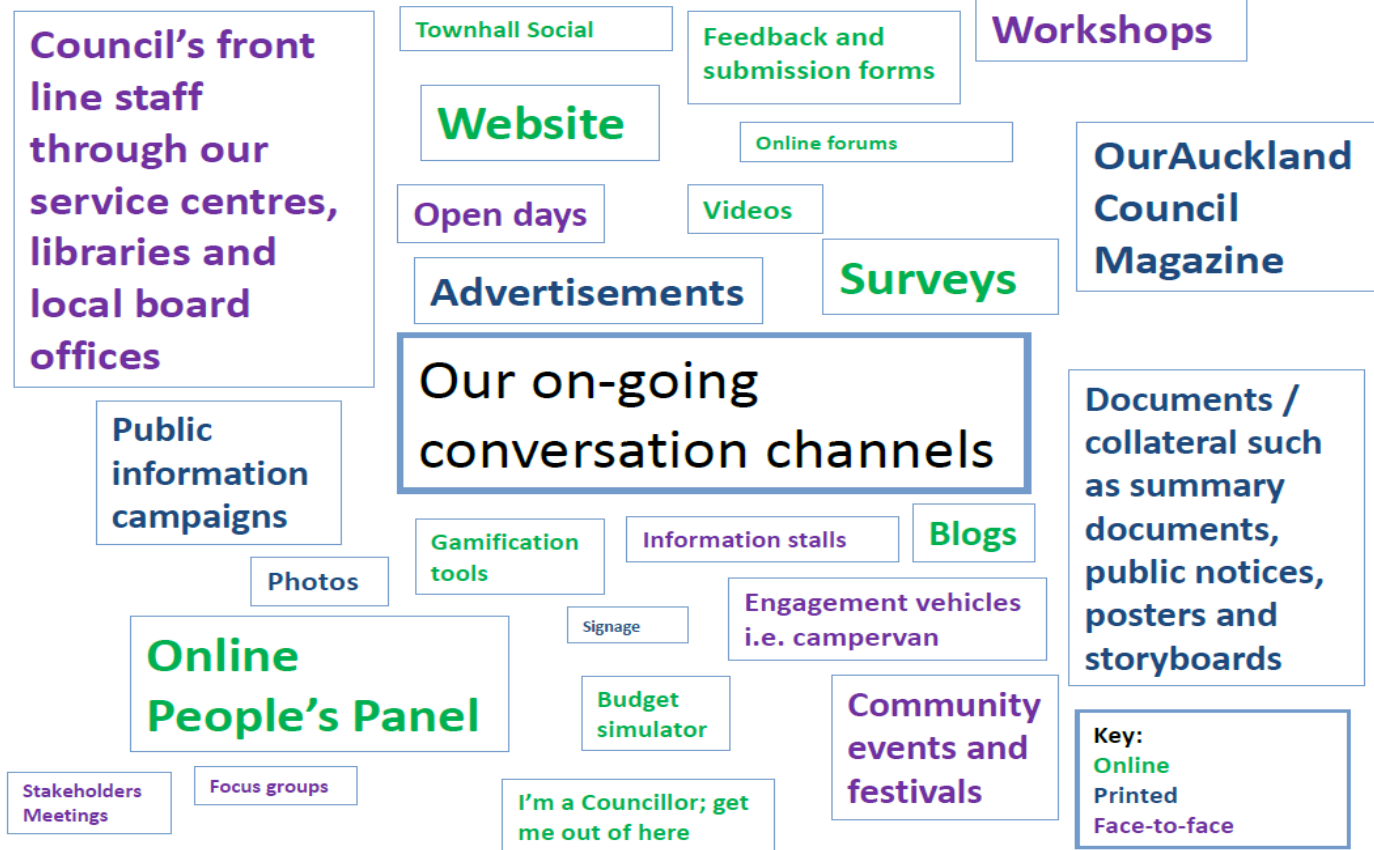 Council’s front
line staff
through our
service centres,
libraries and
local board
offices
Townhall Social
Feedback and
submission forms
Workshops
Website
Online forums
OurAuckland
Council
Magazine
Open days
Videos
Advertisements
Surveys
Our on-going
conversation channels
Public
information
campaigns
Documents /
collateral such
as summary
documents,
public notices,
posters and
storyboards
Gamification
tools
Information stalls
Blogs
Photos
Engagement vehicles
i.e. campervan
Signage
Online
People’s Panel
Budget
simulator
Community
events and
festivals
Key:
Online
Printed
Face-to-face
Stakeholders
Meetings
Focus groups
I’m a Councillor; get
me out of here